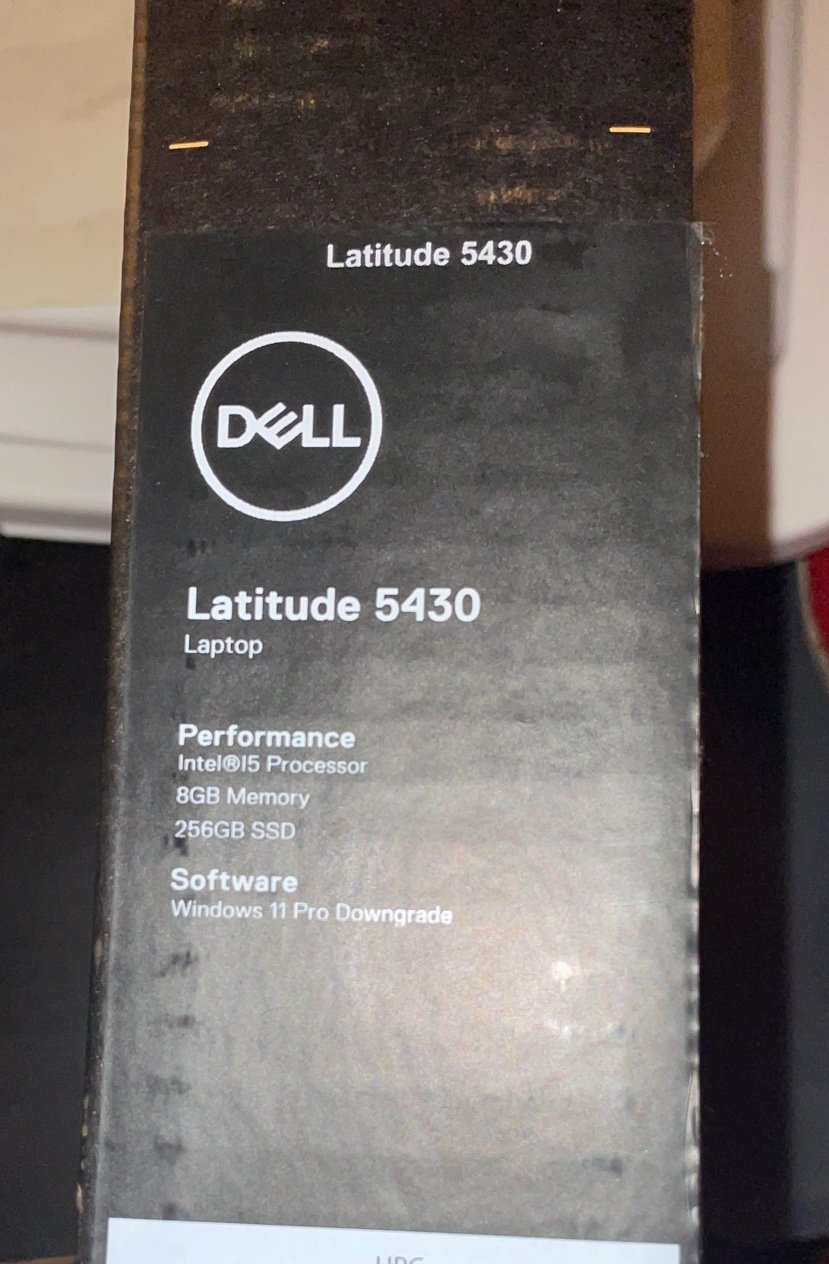 Latitude 5430
DELL
Latitude 5430
Laptop
Performance
Intel®I5 Processor
8GB Memory
256GB SSD
Software
Windows 11 Pro Downgrade